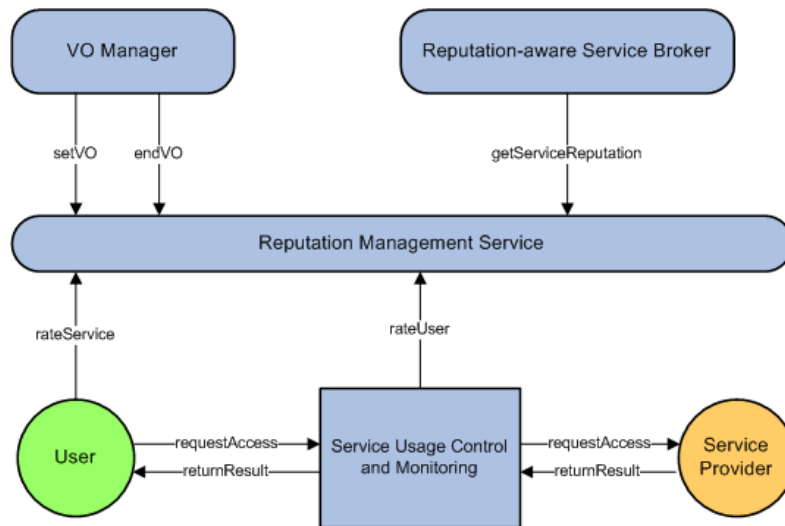 VO Manager
Reputation-aware Service Broker
setVO
endVO
getServiceReputation
Reputation Management Service
rateService
rateUser
User
requestAccess
returnResult
Service Usage Control
and Monitoring
requestAccess
returnResult
Service
Provider